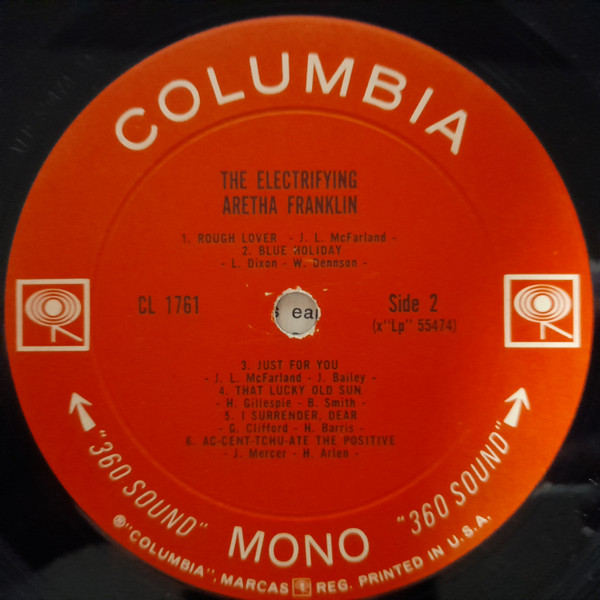 COLUMBIA
THE ELECTRIFYING
ARETHA FRANKLIN
1. ROUGH LOVER - J. L. McFarland -
2. BLUE HOLIDAY
- L. Dixon - W. Dennson -
CL 1761
Side 2
(x"Lp" 55474)
3. JUST FOR YOU
- J. L. McFarland - J. Bailey -
4. THAT LUCKY OLD SUN
- H. Gillespie - B. Smith -
5. I SURRENDER, DEAR
- G. Clifford - H. Barris -
6. AC-CENT-TCHU-ATE THE POSITIVE
- J. Mercer - H. Arlen -
"360 SOUND" MONO "360 SOUND"
℗"COLUMBIA", MARCAS REG. PRINTED IN U.S.A.